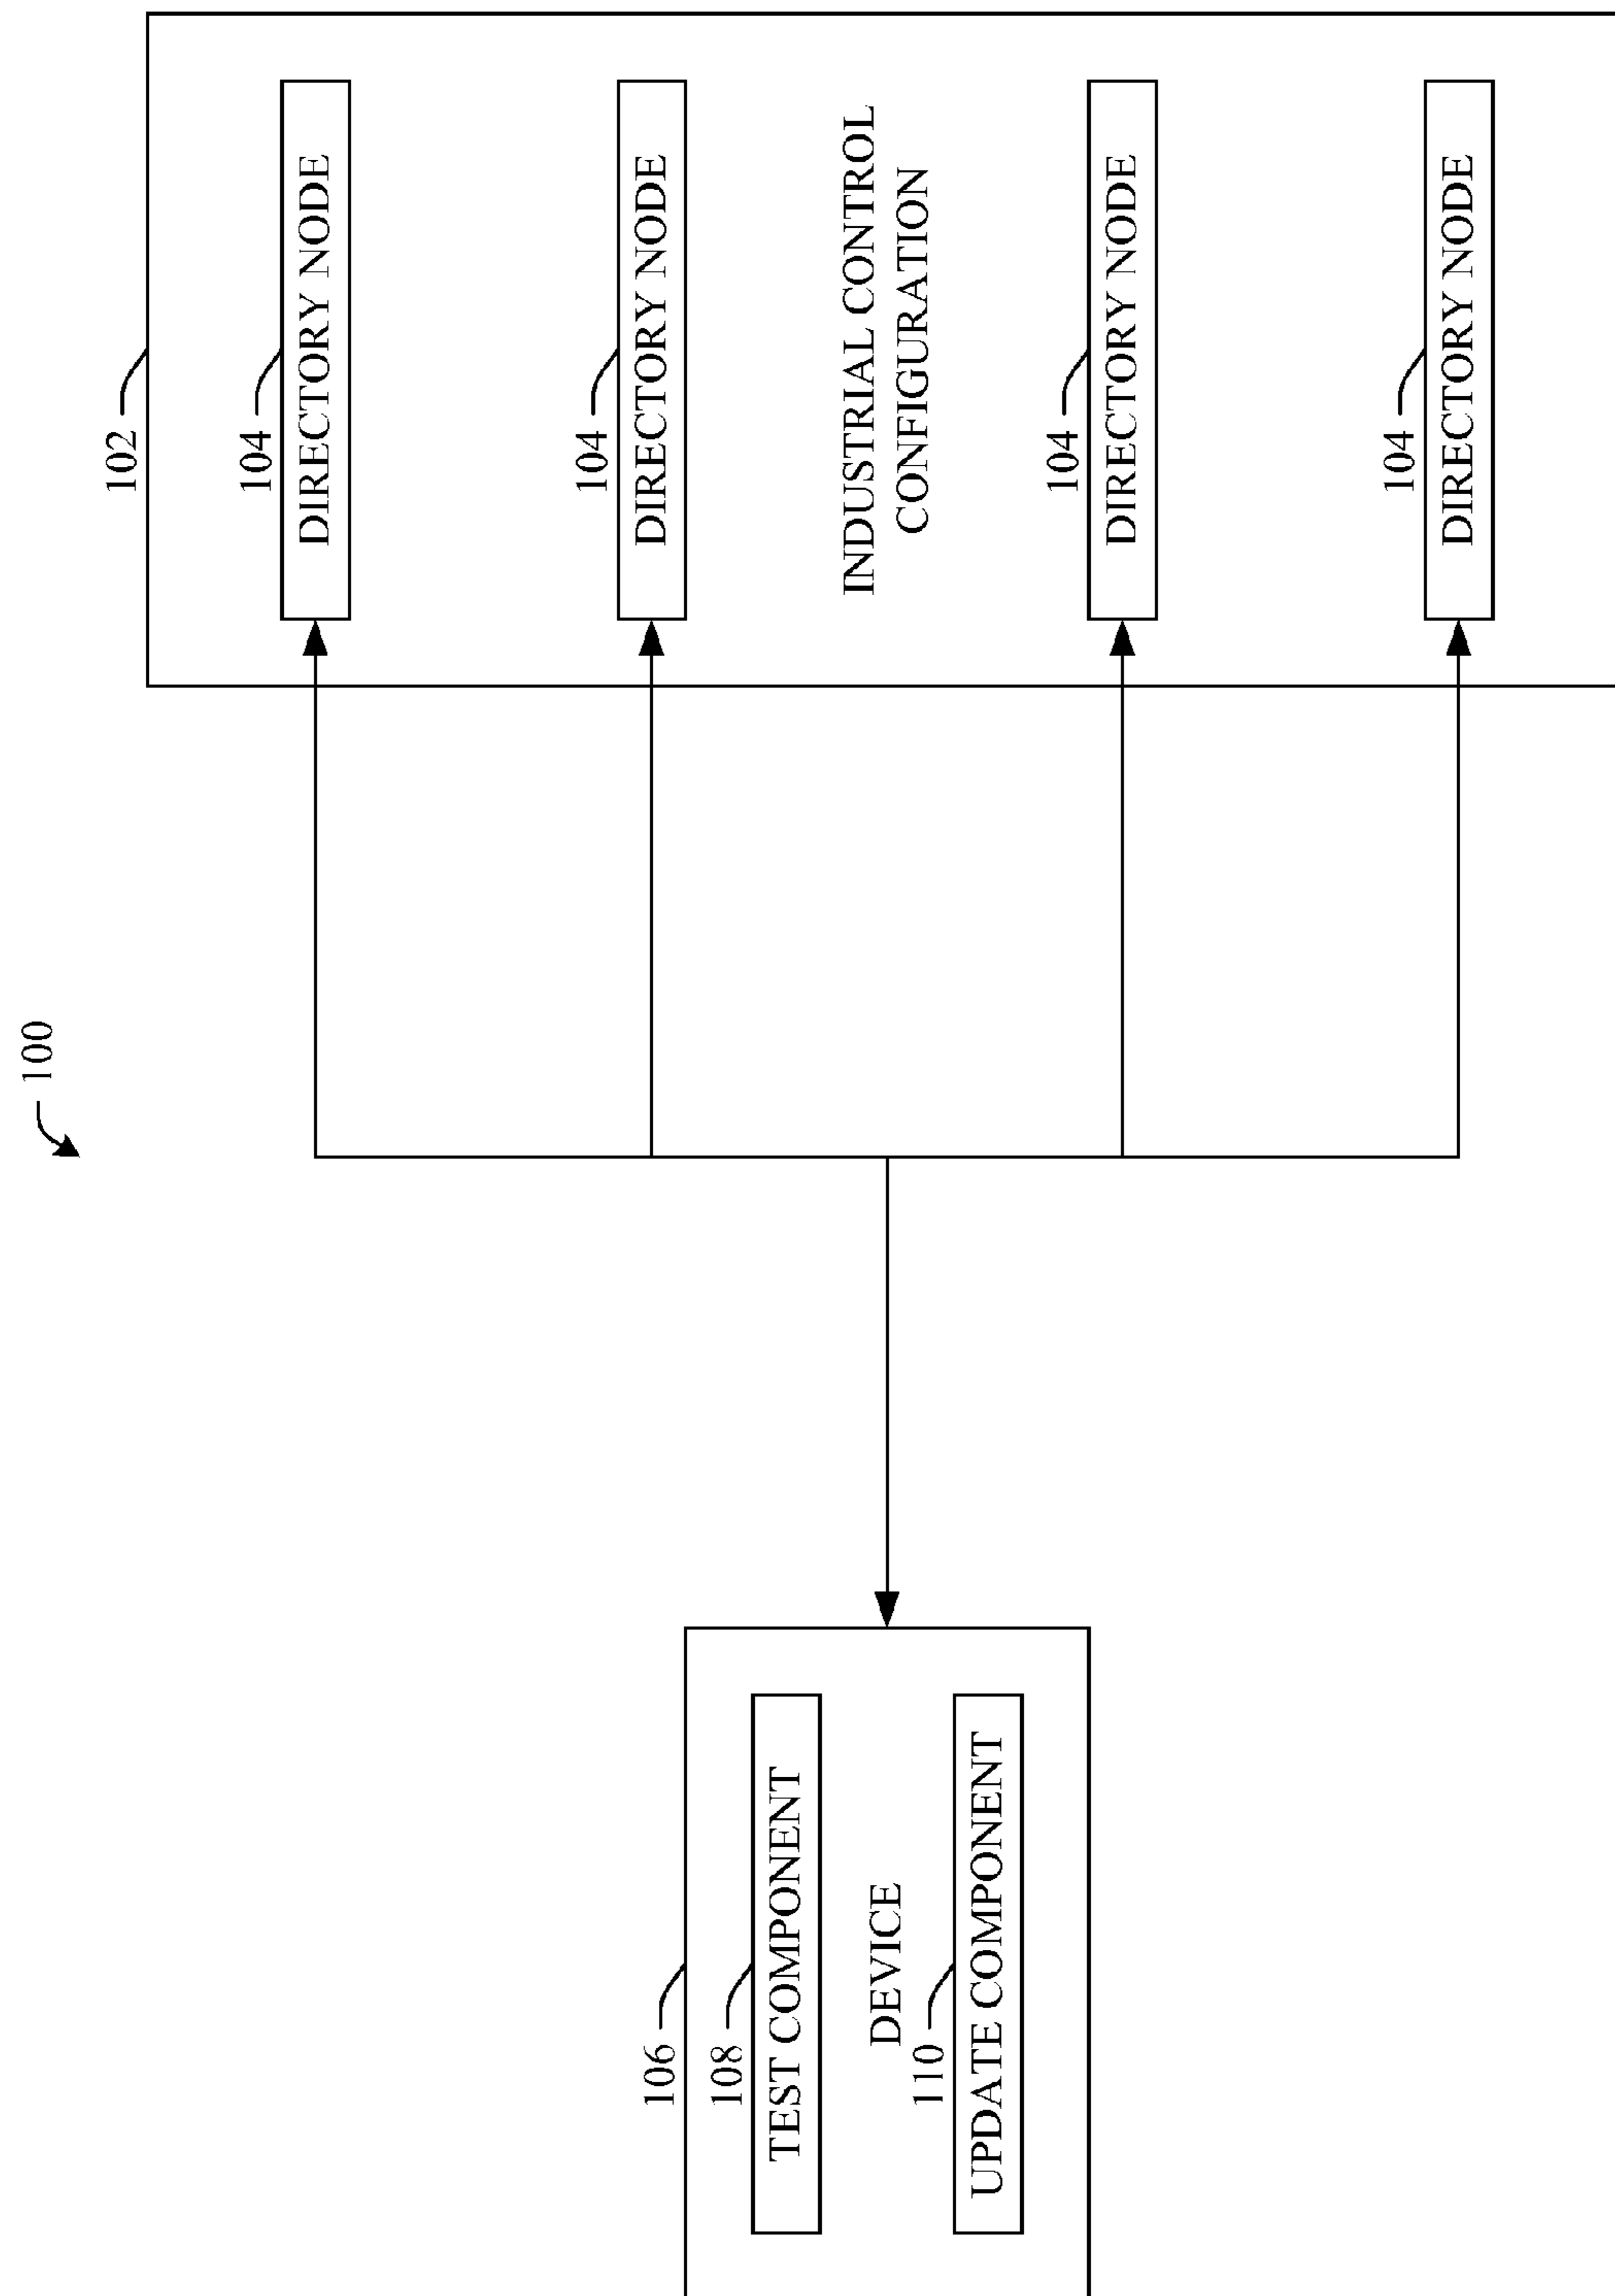 100
102
104
DIRECTORY NODE
104
DIRECTORY NODE
INDUSTRIAL CONTROL
CONFIGURATION
104
DIRECTORY NODE
104
DIRECTORY NODE
106
108
TEST COMPONENT
DEVICE
110
UPDATE COMPONENT